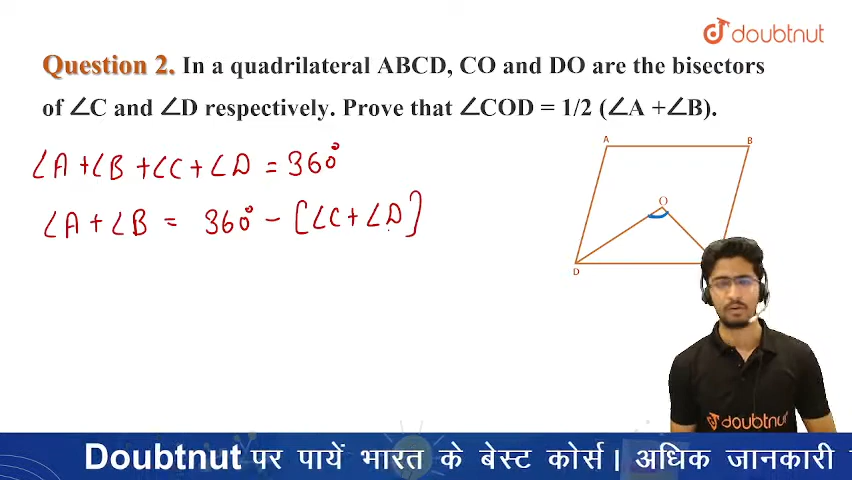 doubtnut
Question 2. In a quadrilateral ABCD, CO and DO are the bisectors
of ∠C and ∠D respectively. Prove that ∠COD = 1/2 (∠A +∠B).
∠A+∠B+∠C+∠D = 360°
∠A+∠B = 360° - [∠C+∠D]
A
B
O
D
doubtnut
Doubtnut पर पायें भारत के बेस्ट कोर्स। अधिक जानकारी